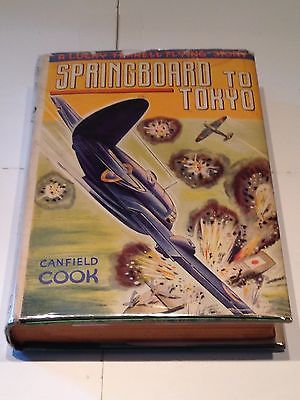 A LUCKY TERRELL FLYING STORY
SPRINGBOARD TO
TOKYO
CANFIELD
COOK